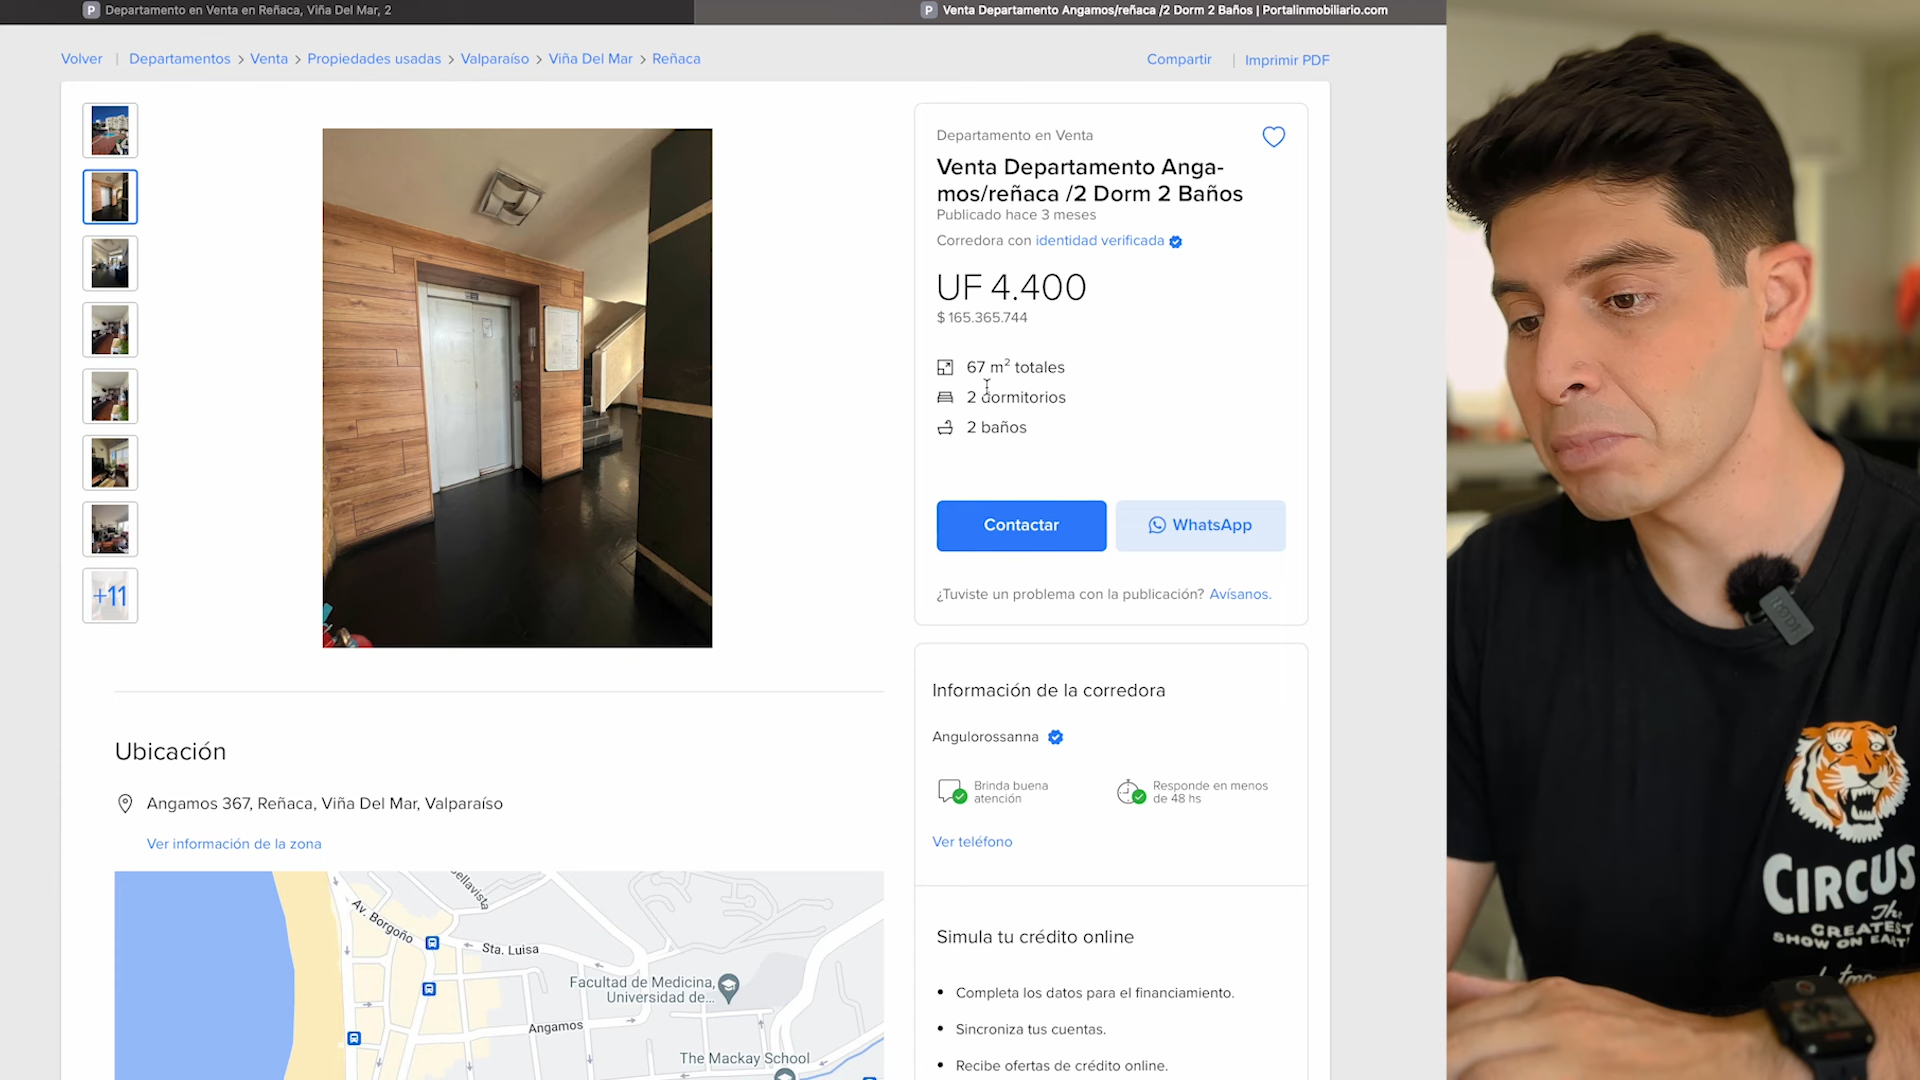 Departamento en Venta en Reñaca, Viña Del Mar, 2
Venta Departamento Angamos/reñaca /2 Dorm 2 Baños | Portalinmobiliario.com
Volver | Departamentos > Venta > Propiedades usadas > Valparaíso > Viña Del Mar > Reñaca
Compartir | Imprimir PDF
+11
Departamento en Venta
Venta Departamento Anga-
mos/reñaca /2 Dorm 2 Baños
Publicado hace 3 meses
Corredora con identidad verificada
UF 4.400
$ 165.365.744
67 m² totales
2 dormitorios
2 baños
Contactar
WhatsApp
¿Tuviste un problema con la publicación? Avísanos.
Información de la corredora
Angulorossanna
Brinda buena
atención
Responde en menos
de 48 hs
Ver teléfono
Simula tu crédito online
Completa los datos para el financiamiento.
Sincroniza tus cuentas.
Recibe ofertas de crédito online.
Ubicación
Angamos 367, Reñaca, Viña Del Mar, Valparaíso
Ver información de la zona
Bellavista
Av. Borgoño
Sta. Luisa
Facultad de Medicina,
Universidad de...
Angamos
The Mackay School
CIRCUS
The
GREATEST
SHOW ON EARTH